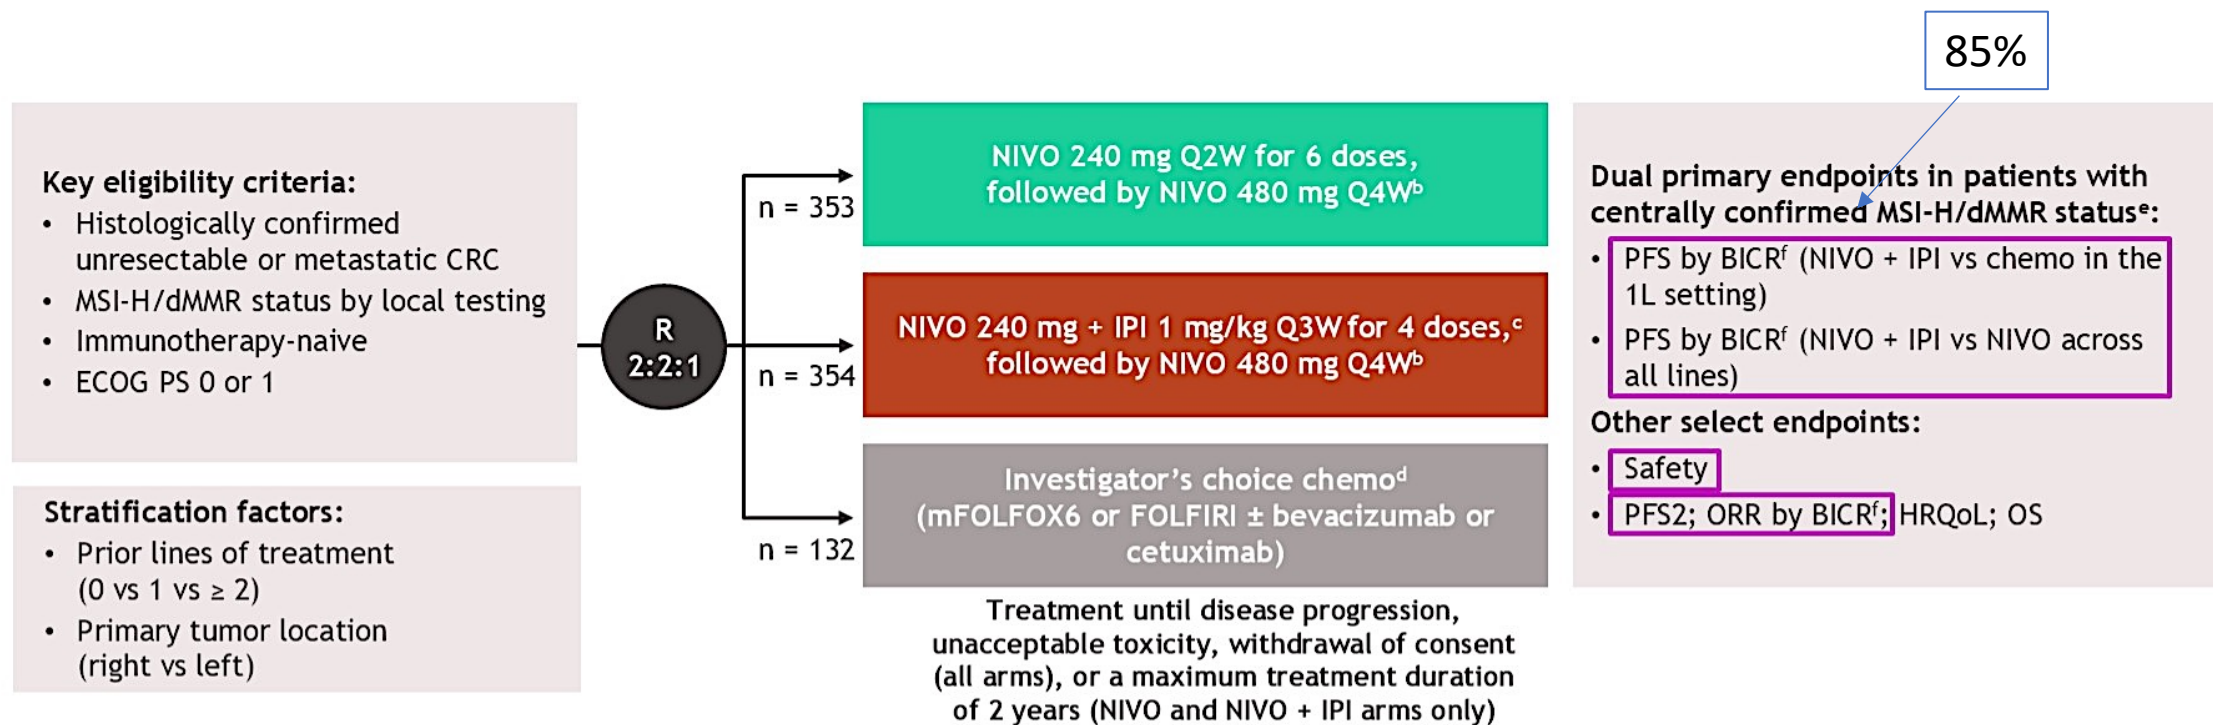 85%
Key eligibility criteria:
• Histologically confirmed
unresectable or metastatic CRC
• MSI-H/dMMR status by local testing
• Immunotherapy-naive
• ECOG PS 0 or 1
Stratification factors:
• Prior lines of treatment
(0 vs 1 vs ≥ 2)
• Primary tumor location
(right vs left)
R
2:2:1
n = 353
n = 354
n = 132
NIVO 240 mg Q2W for 6 doses,
followed by NIVO 480 mg Q4Wᵇ
NIVO 240 mg + IPI 1 mg/kg Q3W for 4 doses,ᶜ
followed by NIVO 480 mg Q4Wᵇ
Investigator’s choice chemoᵈ
(mFOLFOX6 or FOLFIRI ± bevacizumab or
cetuximab)
Treatment until disease progression,
unacceptable toxicity, withdrawal of consent
(all arms), or a maximum treatment duration
of 2 years (NIVO and NIVO + IPI arms only)
Dual primary endpoints in patients with
centrally confirmed MSI-H/dMMR statusᵉ:
• PFS by BICRᶠ (NIVO + IPI vs chemo in the
1L setting)
• PFS by BICRᶠ (NIVO + IPI vs NIVO across
all lines)
Other select endpoints:
• Safety
• PFS2; ORR by BICRᶠ; HRQoL; OS